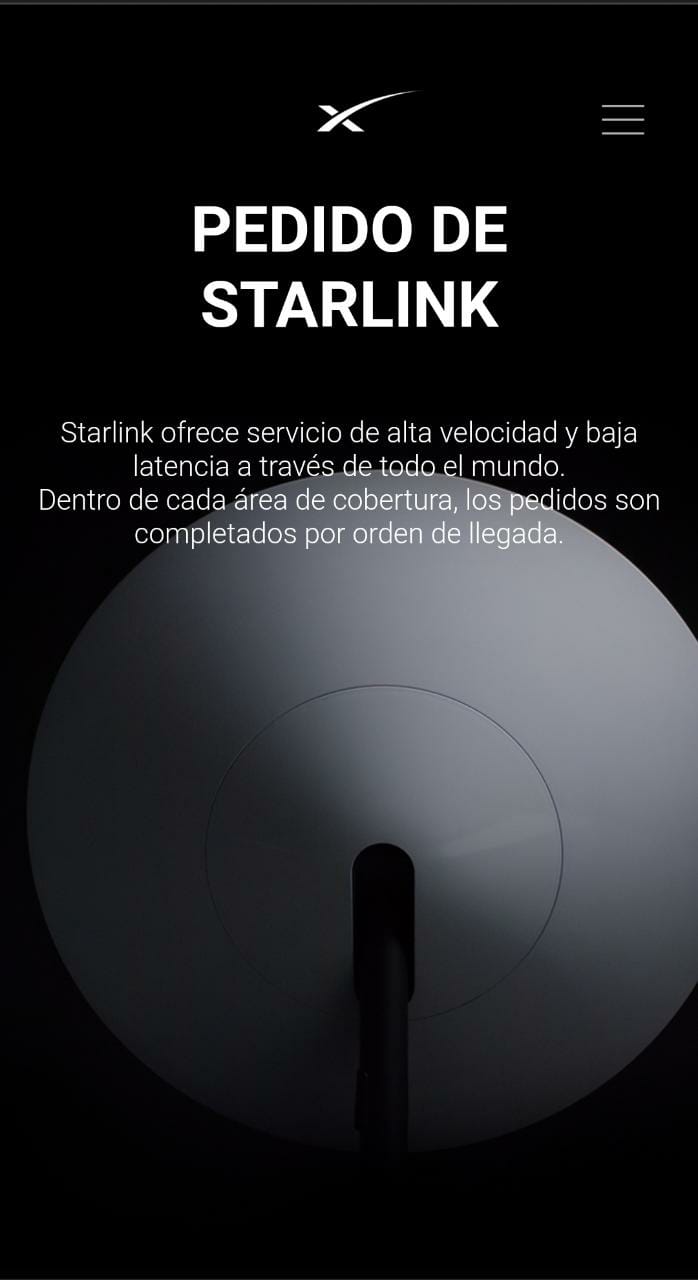 PEDIDO DE
STARLINK
Starlink ofrece servicio de alta velocidad y baja
latencia a través de todo el mundo.
Dentro de cada área de cobertura, los pedidos son
completados por orden de llegada.